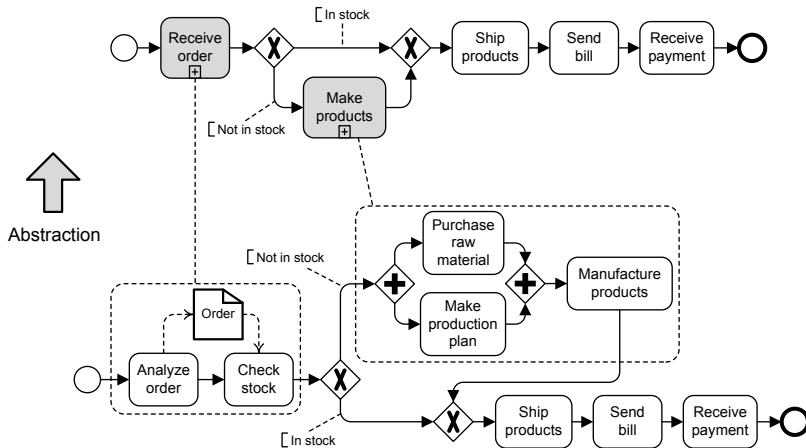 [In stock
Receive
order
Ship
products
Send
bill
Receive
payment
Make
products
[Not in stock
Abstraction
Purchase
raw
material
[Not in stock
Manufacture
products
Order
Make
production
plan
Analyze
order
Check
stock
Ship
products
Send
bill
Receive
payment
[In stock